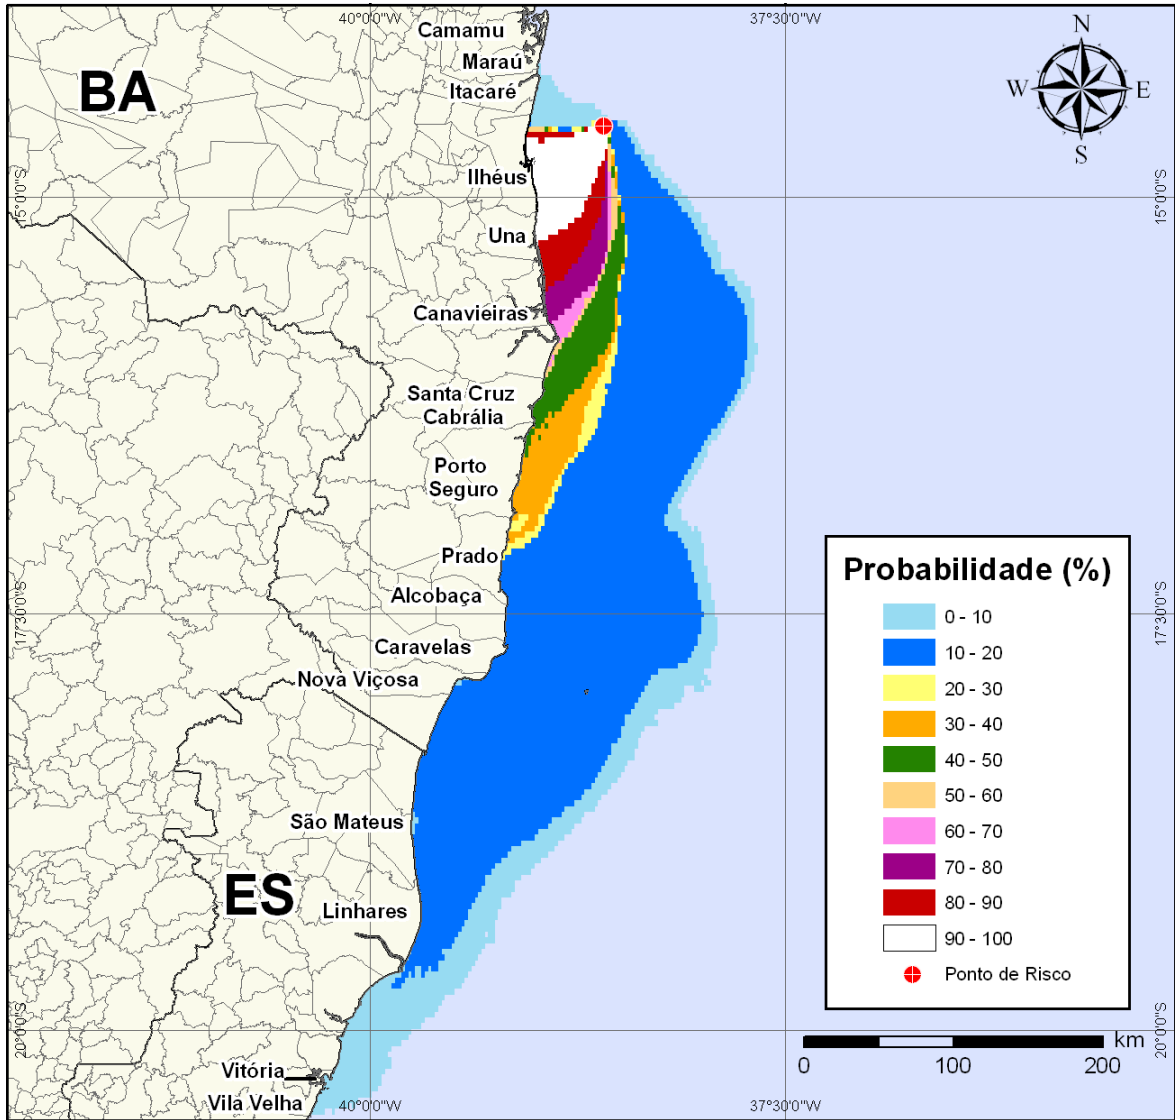 40°0'0"W
37°30'0"W
Camamu
Maraú
Itacaré
BA
N
W
E
S
Ilhéus
15°0'0"S
15°0'0"S
Una
Canaviéiras
Santa Cruz
Cabrália
Porto
Seguro
Prado
Alcobaça
17°30'0"S
17°30'0"S
Caravelas
Nova Viçosa
São Mateus
ES
Linhares
Probabilidade (%)
0 - 10
10 - 20
20 - 30
30 - 40
40 - 50
50 - 60
60 - 70
70 - 80
80 - 90
90 - 100
Ponto de Risco
km
0
100
200
20°0'0"S
20°0'0"S
Vitória
Vila Velha
40°0'0"W
37°30'0"W